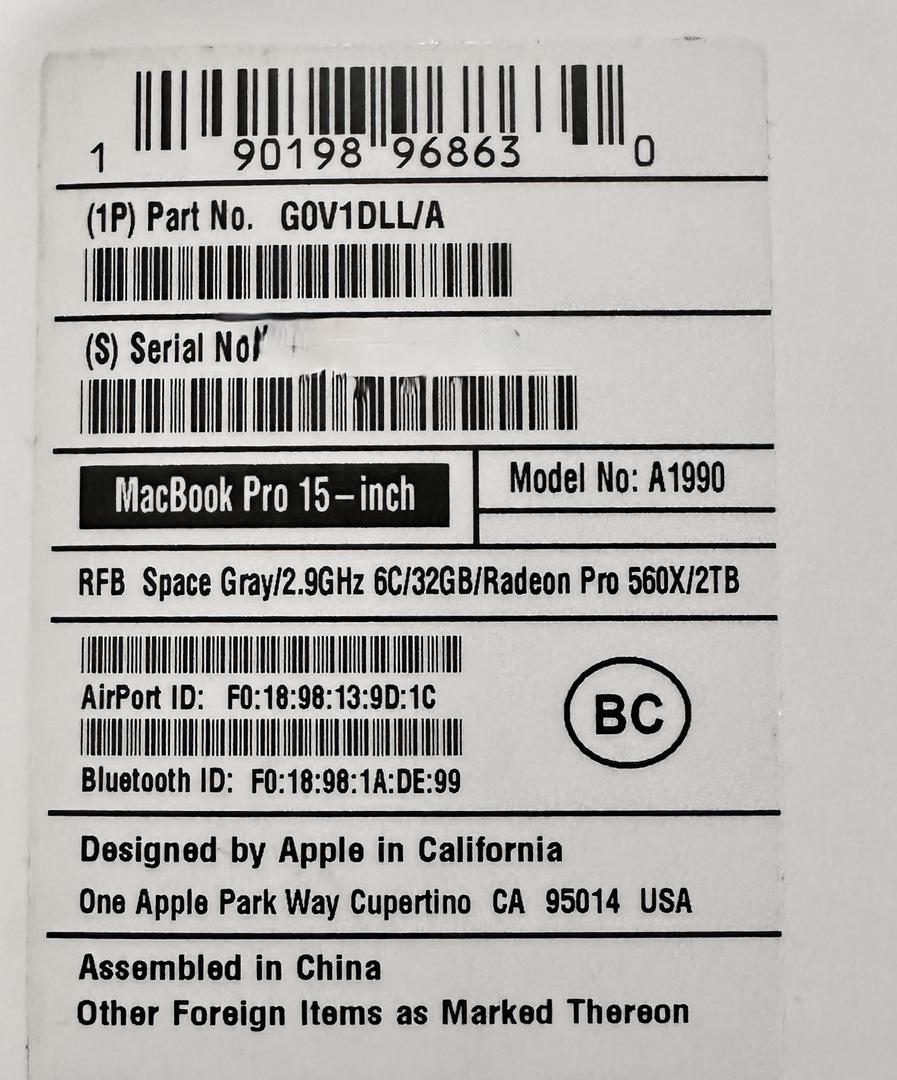 1 90198 96863 0
(1P) Part No. G0V1DLL/A
(S) Serial No
MacBook Pro 15-inch
Model No: A1990
RFB Space Gray/2.9GHz 6C/32GB/Radeon Pro 560X/2TB
AirPort ID: F0:18:98:13:9D:1C
BC
Bluetooth ID: F0:18:98:1A:DE:99
Designed by Apple in California
One Apple Park Way Cupertino CA 95014 USA
Assembled in China
Other Foreign Items as Marked Thereon